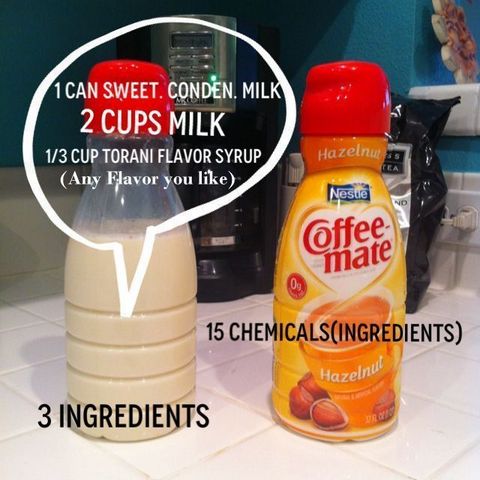 1 CAN SWEET. CONDEN. MILK
2 CUPS MILK
1/3 CUP TORANI FLAVOR SYRUP
(Any Flavor you like)
3 INGREDIENTS
Hazelnut
Nestlé
Coffee-
mate
0g
15 CHEMICALS(INGREDIENTS)
Hazelnut